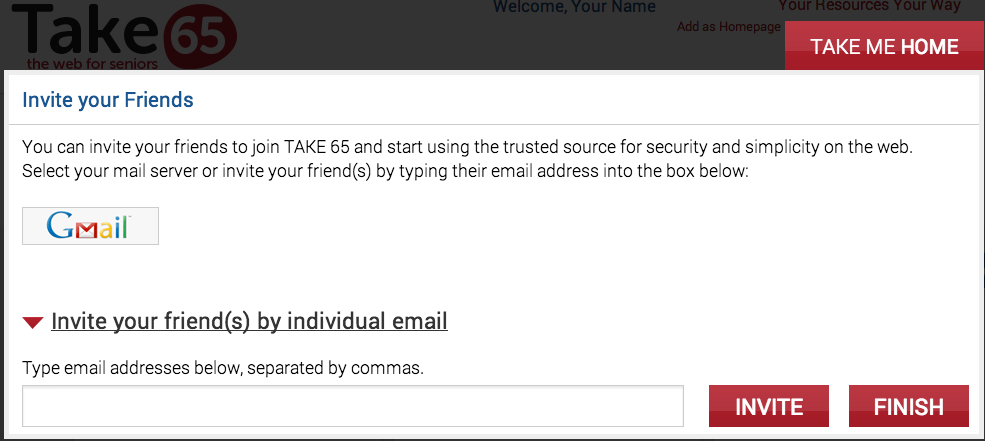 Take 65
the web for seniors
Welcome, Your Name
Your Resources Your Way
Add as Homepage
TAKE ME HOME
Invite your Friends
You can invite your friends to join TAKE 65 and start using the trusted source for security and simplicity on the web.
Select your mail server or invite your friend(s) by typing their email address into the box below:
Gmail
Invite your friend(s) by individual email
Type email addresses below, separated by commas.
INVITE
FINISH